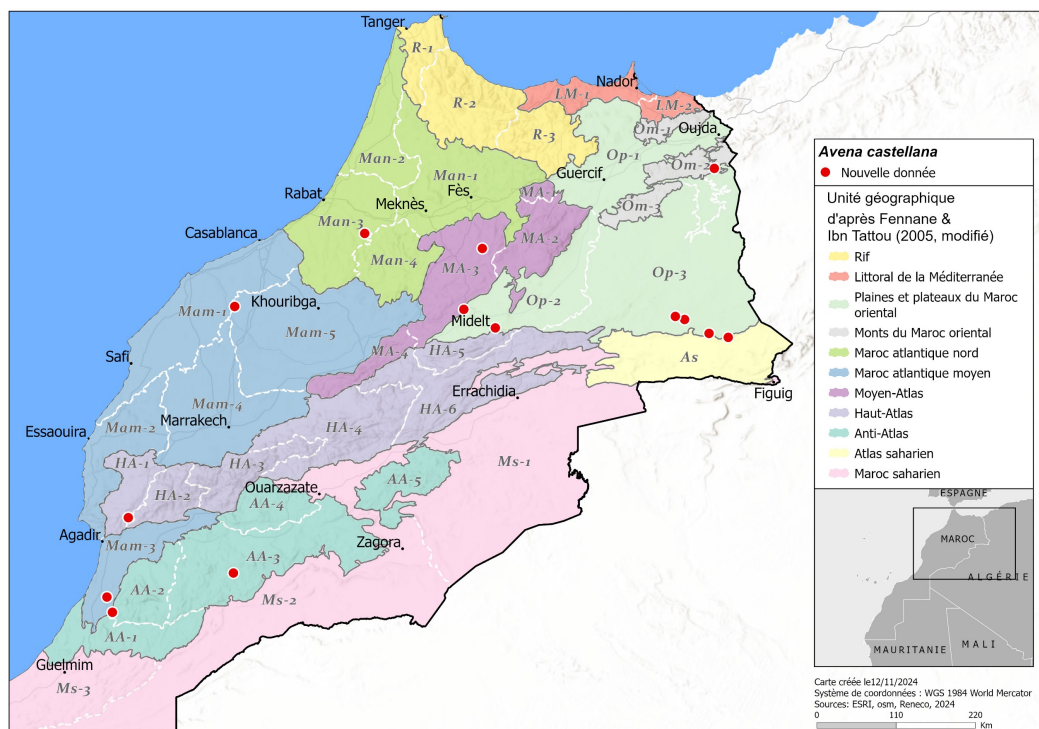 Tanger
R-1
Nador
LM-1
R-2
LM-2
R-3
Om-1
Oujda
Man-2
Op-1
Om-2
Guercif
Man-1
Fès
MA-1
Rabat
Meknès
Om-3
Man-3
Casablanca
MA-2
Man-4
MA-3
Op-3
Khouribga
Op-2
Mam-1
Midelt
Mam-5
HA-5
MA-4
As
Safi
Errachidia
Figuig
Mam-4
HA-6
Marrakech
Mam-2
HA-4
Essaouira
HA-1
HA-3
Ms-1
AA-5
Ouarzazate
HA-2
AA-4
Agadir
Mam-3
Zagora
AA-3
AA-2
Ms-2
AA-1
Guelmim
Ms-3
Avena castellana
Nouvelle donnée
Unité géographique
d'après Fennane &
Ibn Tattou (2005, modifié)
Rif
Littoral de la Méditerranée
Plaines et plateaux du Maroc
oriental
Monts du Maroc oriental
Maroc atlantique nord
Maroc atlantique moyen
Moyen-Atlas
Haut-Atlas
Anti-Atlas
Atlas saharien
Maroc saharien
ESPAGNE
MAROC
ALGÉRIE
MALI
MAURITANIE
Carte créée le12/11/2024
Système de coordonnées : WGS 1984 World Mercator
Sources: ESRI, osm, Reneco, 2024
0 110 220
Km